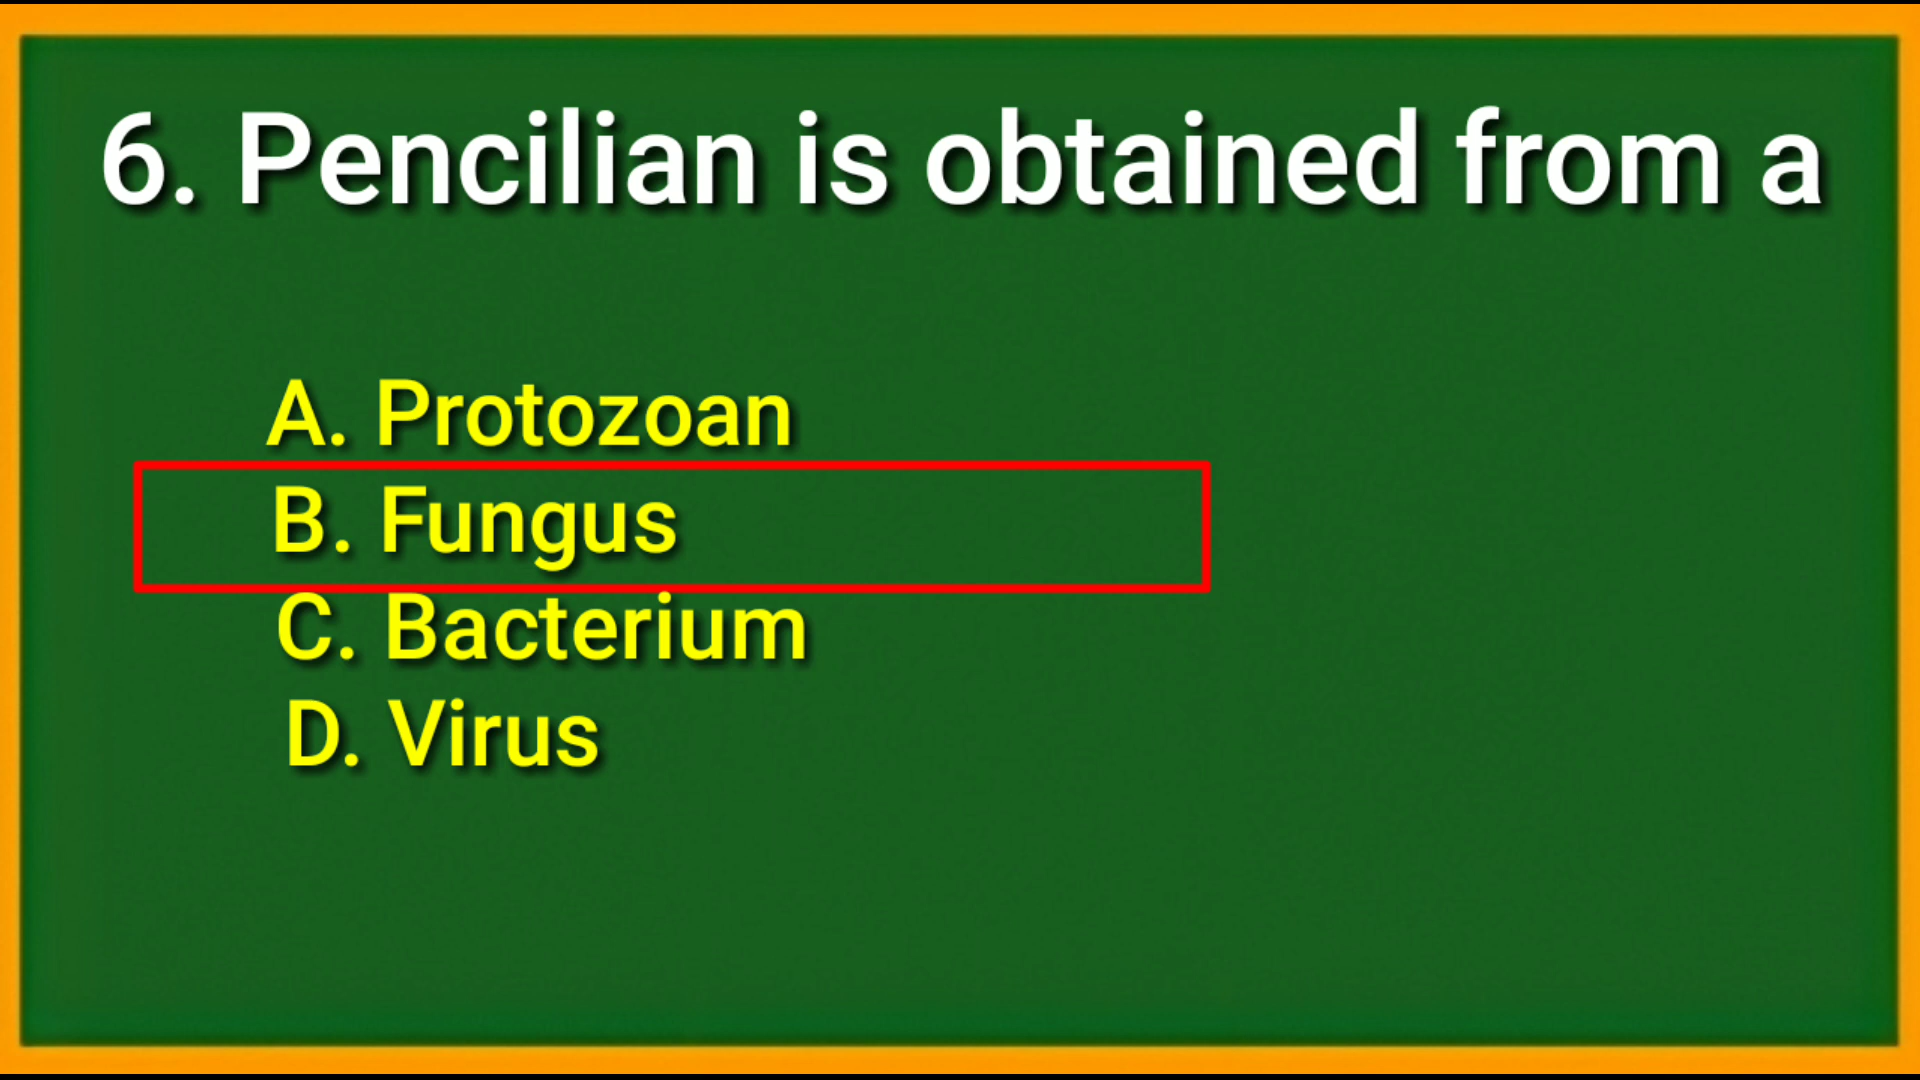 6. Pencilian is obtained from a
A. Protozoan
B. Fungus
C. Bacterium
D. Virus